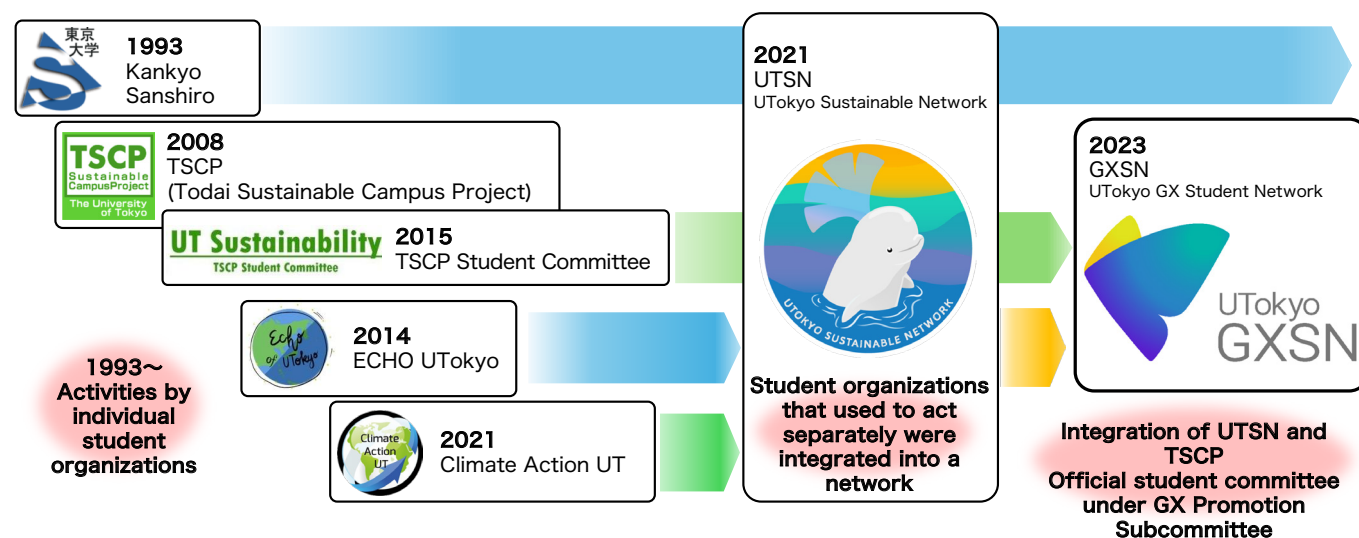 東京
大学
S
1993
Kankyo
Sanshiro
TSCP
Sustainable
CampusProject
The University
of Tokyo
2008
TSCP
(Todai Sustainable Campus Project)
UT Sustainability
TSCP Student Committee
2015
TSCP Student Committee
Echo
of UTokyo
2014
ECHO UTokyo
Climate
Action
UT
2021
Climate Action UT
1993～
Activities by
individual
student
organizations
2021
UTSN
UTokyo Sustainable Network
UTOKYO SUSTAINABLE NETWORK
Student organizations
that used to act
separately were
integrated into a
network
2023
GXSN
UTokyo GX Student Network
UTokyo
GXSN
Integration of UTSN and
TSCP
Official student committee
under GX Promotion
Subcommittee